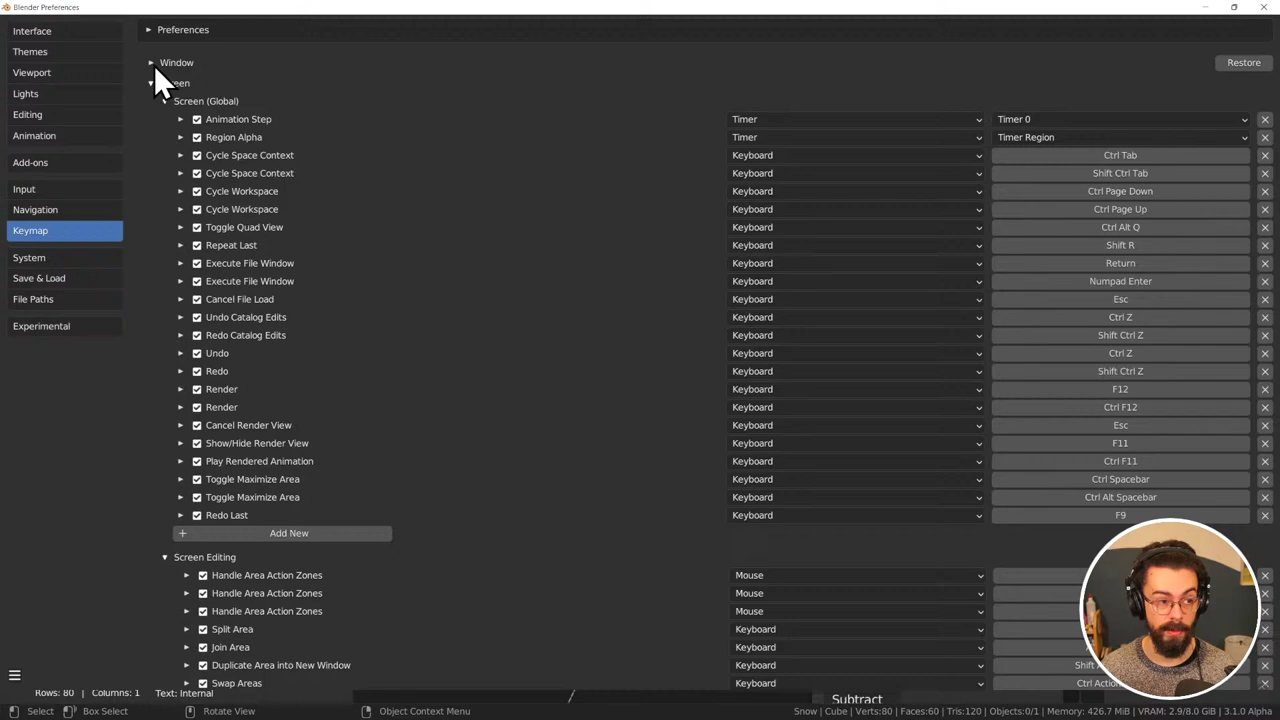 Blender Preferences
Interface
Themes
Viewport
Lights
Editing
Animation
Add-ons
Input
Navigation
Keymap
System
Save & Load
File Paths
Experimental
Preferences
Window
Restore
Screen (Global)
Animation Step Timer Timer 0
Region Alpha Timer Timer Region
Cycle Space Context Keyboard Ctrl Tab
Cycle Space Context Keyboard Shift Ctrl Tab
Cycle Workspace Keyboard Ctrl Page Down
Cycle Workspace Keyboard Ctrl Page Up
Toggle Quad View Keyboard Ctrl Alt Q
Repeat Last Keyboard Shift R
Execute File Window Keyboard Return
Execute File Window Keyboard Numpad Enter
Cancel File Load Keyboard Esc
Undo Catalog Edits Keyboard Ctrl Z
Redo Catalog Edits Keyboard Shift Ctrl Z
Undo Keyboard Ctrl Z
Redo Keyboard Shift Ctrl Z
Render Keyboard F12
Render Keyboard Ctrl F12
Cancel Render View Keyboard Esc
Show/Hide Render View Keyboard F11
Play Rendered Animation Keyboard Ctrl F11
Toggle Maximize Area Keyboard Ctrl Spacebar
Toggle Maximize Area Keyboard Ctrl Alt Spacebar
Redo Last Keyboard F9
+ Add New
Screen Editing
Handle Area Action Zones Mouse
Handle Area Action Zones Mouse
Handle Area Action Zones Mouse
Split Area Keyboard
Join Area Keyboard
Duplicate Area into New Window Keyboard
Swap Areas Keyboard Ctrl
Rows: 80 | Columns: 1 Text: Internal
Subtract
Select Box Select Rotate View Object Context Menu
Snow | Cube | Verts:80 | Faces:60 | Tris:120 | Objects:0/1 | Memory: 426.7 MiB | VRAM: 2.9/8.0 GiB | 3.1.0 Alpha